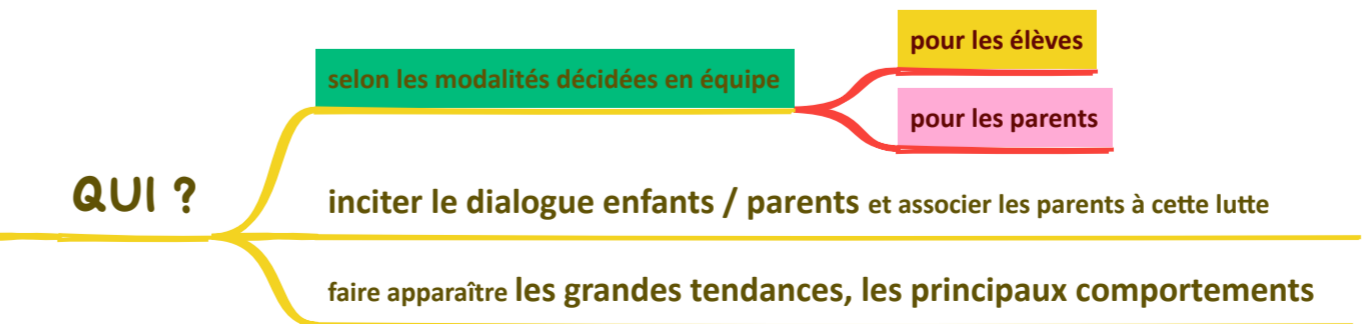 pour les élèves
selon les modalités décidées en équipe
pour les parents
QUI ?
inciter le dialogue enfants / parents et associer les parents à cette lutte
faire apparaître les grandes tendances, les principaux comportements